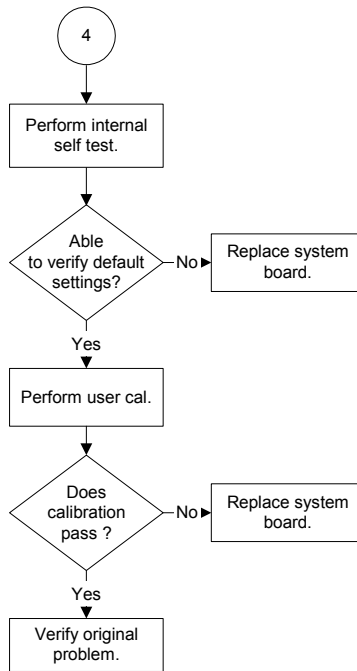 4
Perform internal
self test.
Able
to verify default
settings?
No
Replace system
board.
Yes
Perform user cal.
Does
calibration
pass ?
No
Replace system
board.
Yes
Verify original
problem.